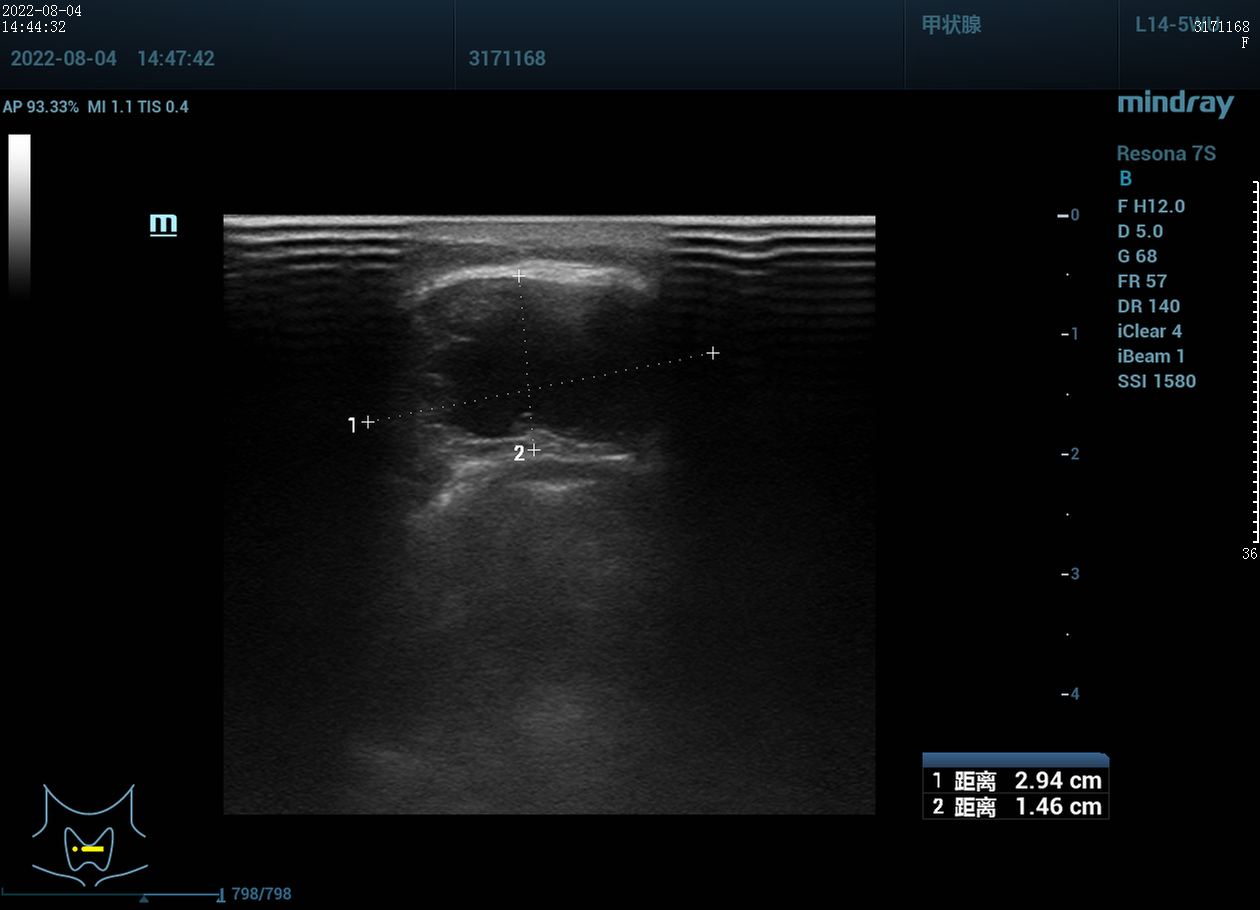 2022-08-04
14:44:32
2022-08-04 14:47:42
3171168
甲状腺
L14-5WU
3171168
F
AP 93.33% MI 1.1 TIS 0.4
mindray
Resona 7S
B
F H12.0
D 5.0
G 68
FR 57
DR 140
iClear 4
iBeam 1
SSI 1580
m
0
1
2
3
4
1
2
36
1 距离 2.94 cm
2 距离 1.46 cm
798/798